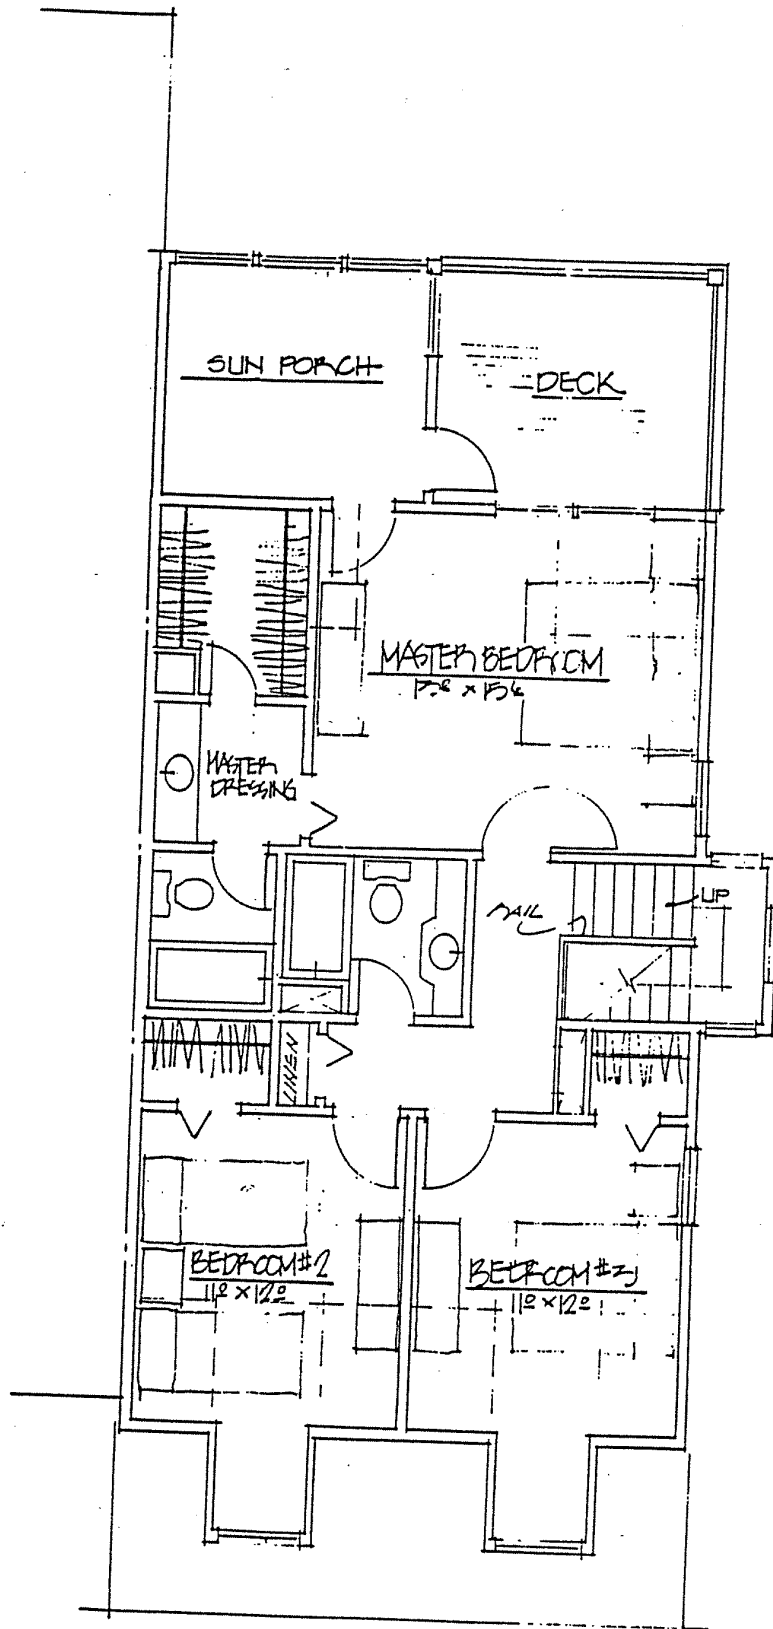 SUN PORCH
DECK
MASTER BEDROOM
MASTER
DRESSING
UP
RAIL
LINEN
BEDROOM #2
11⁰ x 12⁰
BEDROOM #3
11⁰ x 12⁰